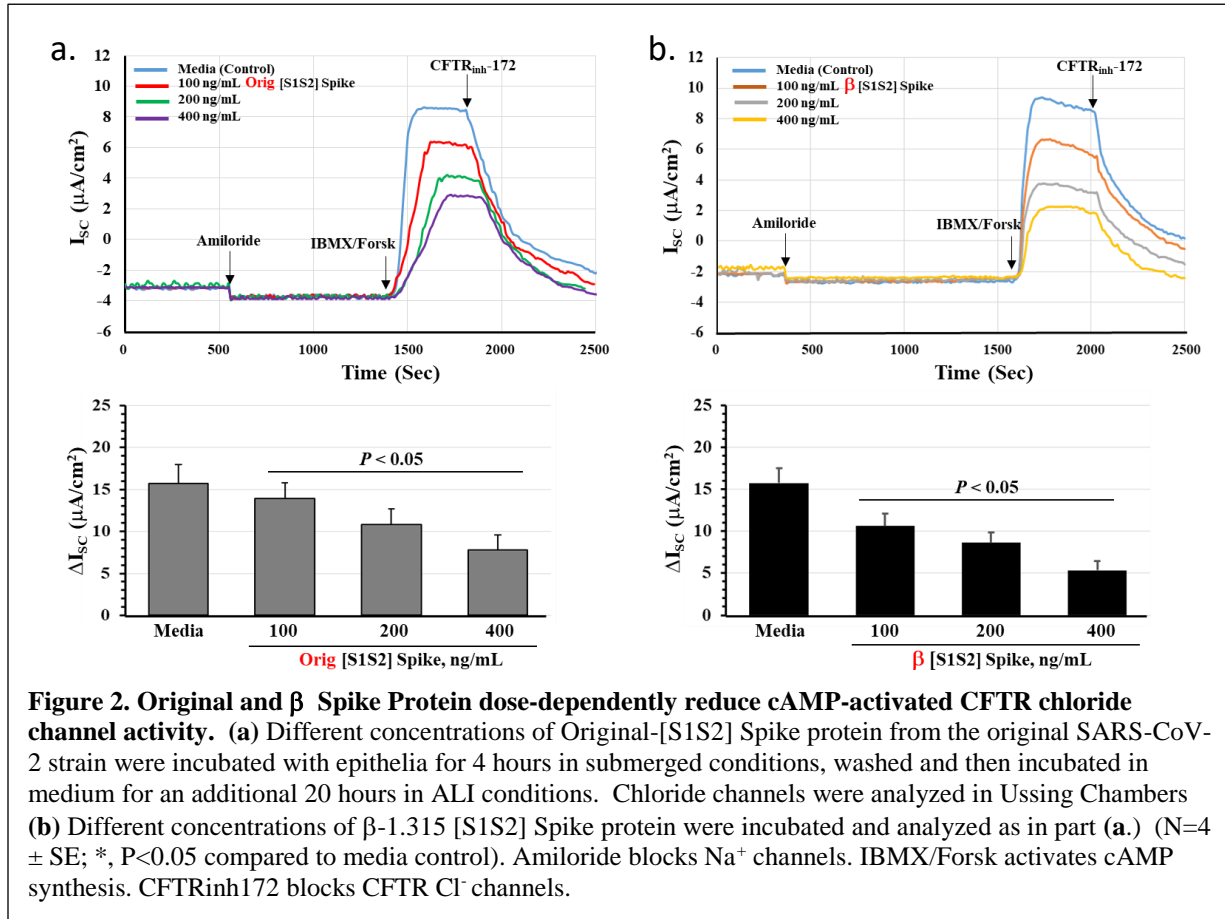 a.
12
10
8
6
4
2
0
-2
-4
-6
I_SC (µA/cm²)
Media (Control)
100 ng/mL Orig [S1S2] Spike
200 ng/mL
400 ng/mL
CFTR_inh-172
Amiloride
IBMX/Forsk
0 500 1000 1500 2000 2500
Time (Sec)
b.
12
10
8
6
4
2
0
-2
-4
-6
I_SC (µA/cm²)
Media (Control)
100 ng/mL β [S1S2] Spike
200 ng/mL
400 ng/mL
CFTR_inh-172
Amiloride
IBMX/Forsk
0 500 1000 1500 2000 2500
Time (Sec)
25
20
15
10
5
0
ΔI_SC (µA/cm²)
P < 0.05
Media 100 200 400
Orig [S1S2] Spike, ng/mL
25
20
15
10
5
0
ΔI_SC (µA/cm²)
P < 0.05
Media 100 200 400
β [S1S2] Spike, ng/mL
Figure 2. Original and β Spike Protein dose-dependently reduce cAMP-activated CFTR chloride
channel activity. (a) Different concentrations of Original-[S1S2] Spike protein from the original SARS-CoV-
2 strain were incubated with epithelia for 4 hours in submerged conditions, washed and then incubated in
medium for an additional 20 hours in ALI conditions. Chloride channels were analyzed in Ussing Chambers
(b) Different concentrations of β-1.315 [S1S2] Spike protein were incubated and analyzed as in part (a.) (N=4
± SE; *, P<0.05 compared to media control). Amiloride blocks Na⁺ channels. IBMX/Forsk activates cAMP
synthesis. CFTRinh172 blocks CFTR Cl⁻ channels.